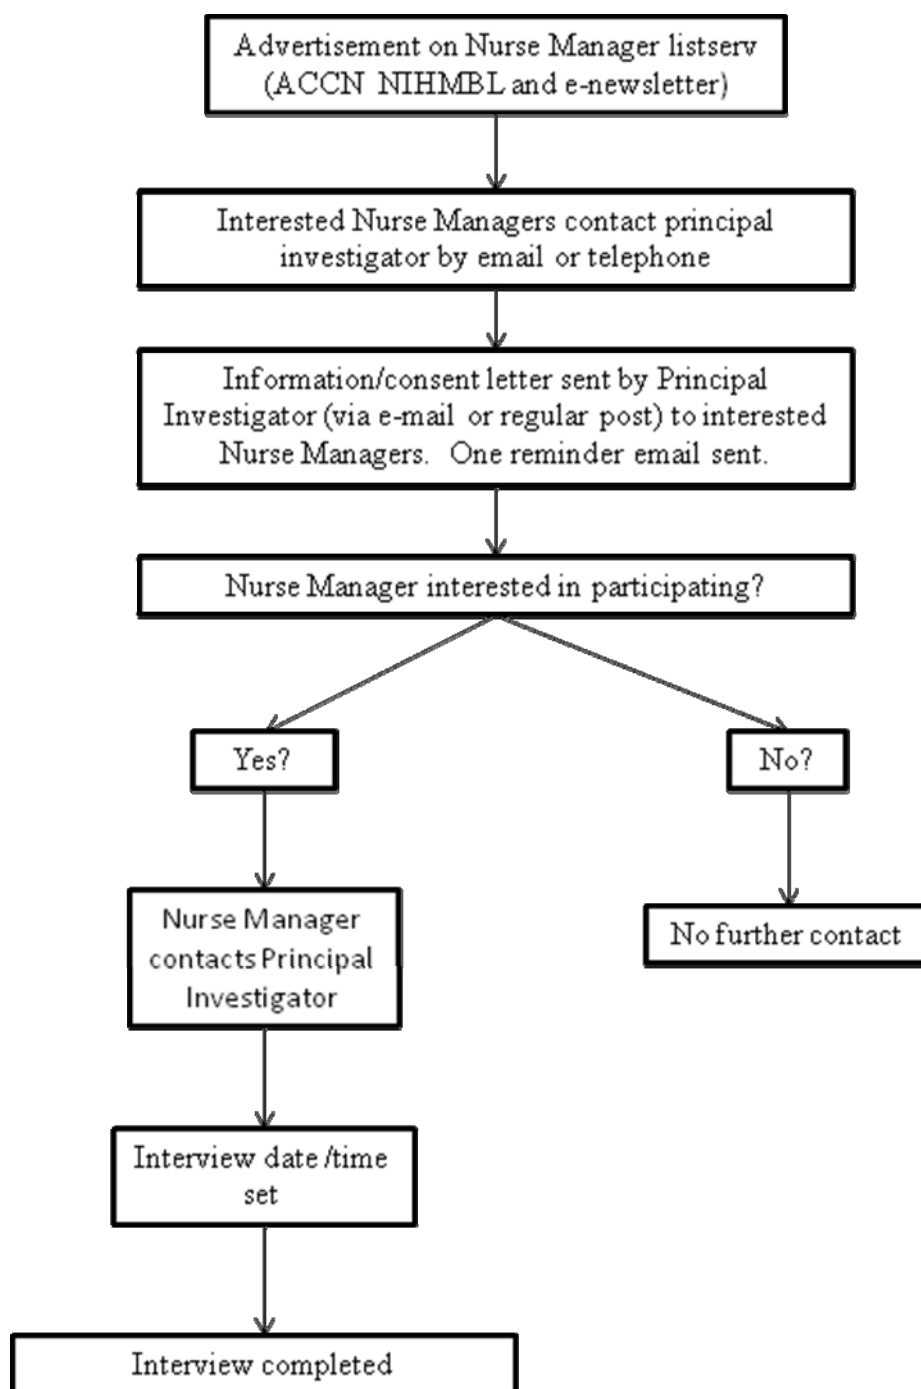 Advertisement on Nurse Manager listserv
(ACCN NIHMBL and e-newsletter)
Interested Nurse Managers contact principal
investigator by email or telephone
Information/consent letter sent by Principal
Investigator (via e-mail or regular post) to interested
Nurse Managers. One reminder email sent.
Nurse Manager interested in participating?
Yes?
No?
Nurse Manager
contacts Principal
Investigator
No further contact
Interview date /time
set
Interview completed